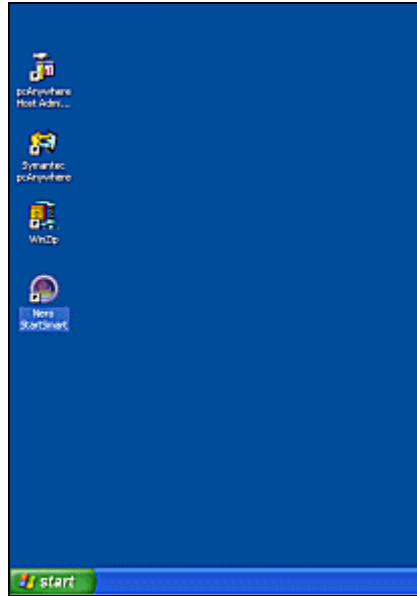 pcAnywhere
Host Admi...
Symantec
pcAnywhere
WinZip
Nero
StartSmart
start